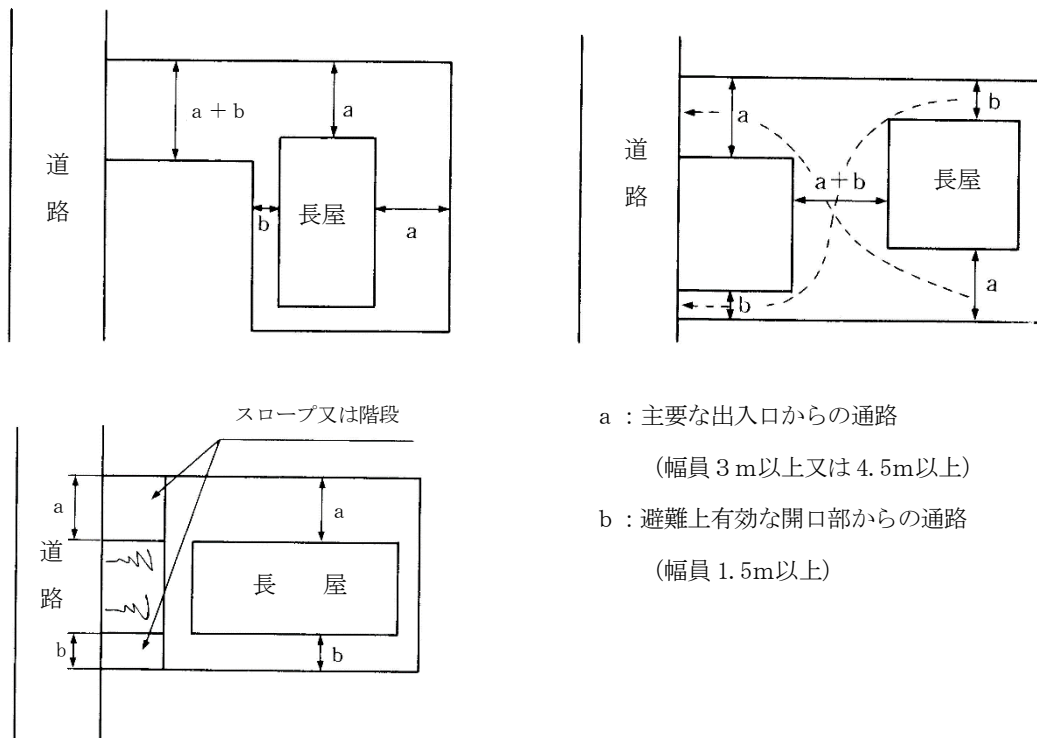 a + b
a
道
路
b
長屋
a
a
b
道
路
a+b
長屋
b
a
スロープ又は階段
a
a
道
路
長 屋
b
b
a:主要な出入口からの通路
(幅員3m以上又は4.5m以上)
b:避難上有効な開口部からの通路
(幅員1.5m以上)